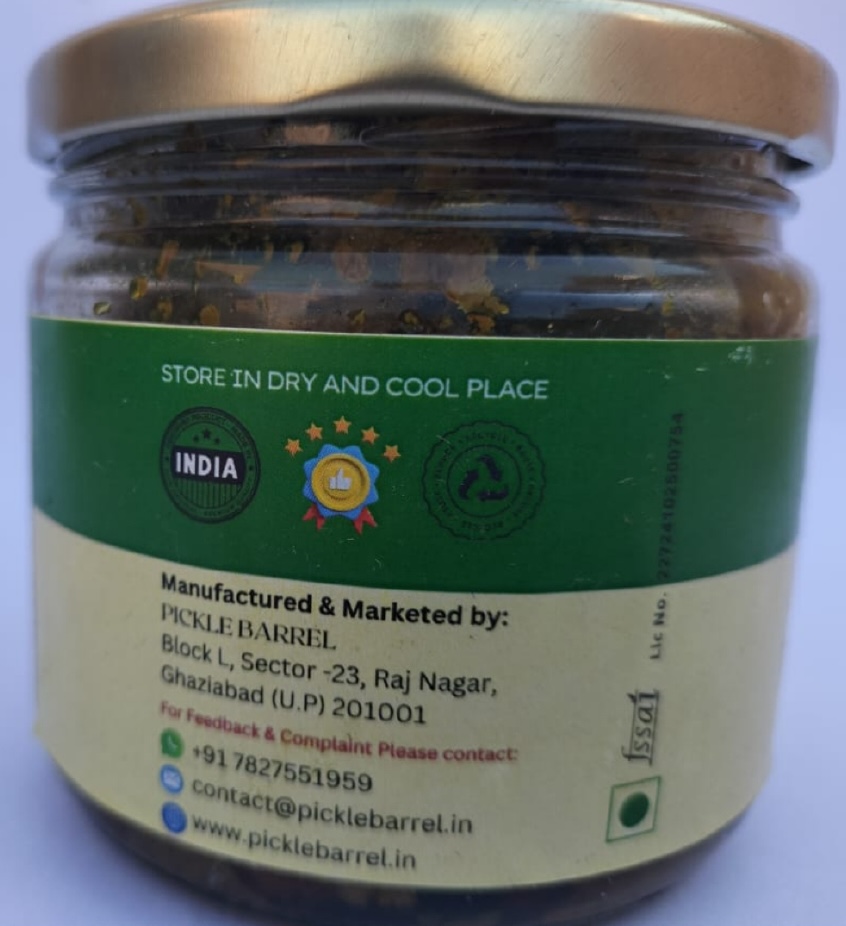 STORE IN DRY AND COOL PLACE
INDIA
Manufactured & Marketed by:
PICKLE BARREL
Block L, Sector -23, Raj Nagar,
Ghaziabad (U.P) 201001
For Feedback & Complaint Please contact:
+91 7827551959
contact@picklebarrel.in
www.picklebarrel.in
fssai
Lic No. 22724102500754